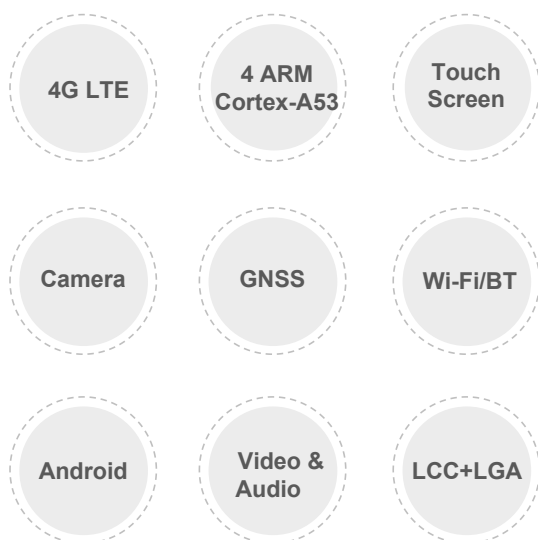 4G LTE
4 ARM
Cortex-A53
Touch
Screen
Camera
GNSS
Wi-Fi/BT
Android
Video &
Audio
LCC+LGA